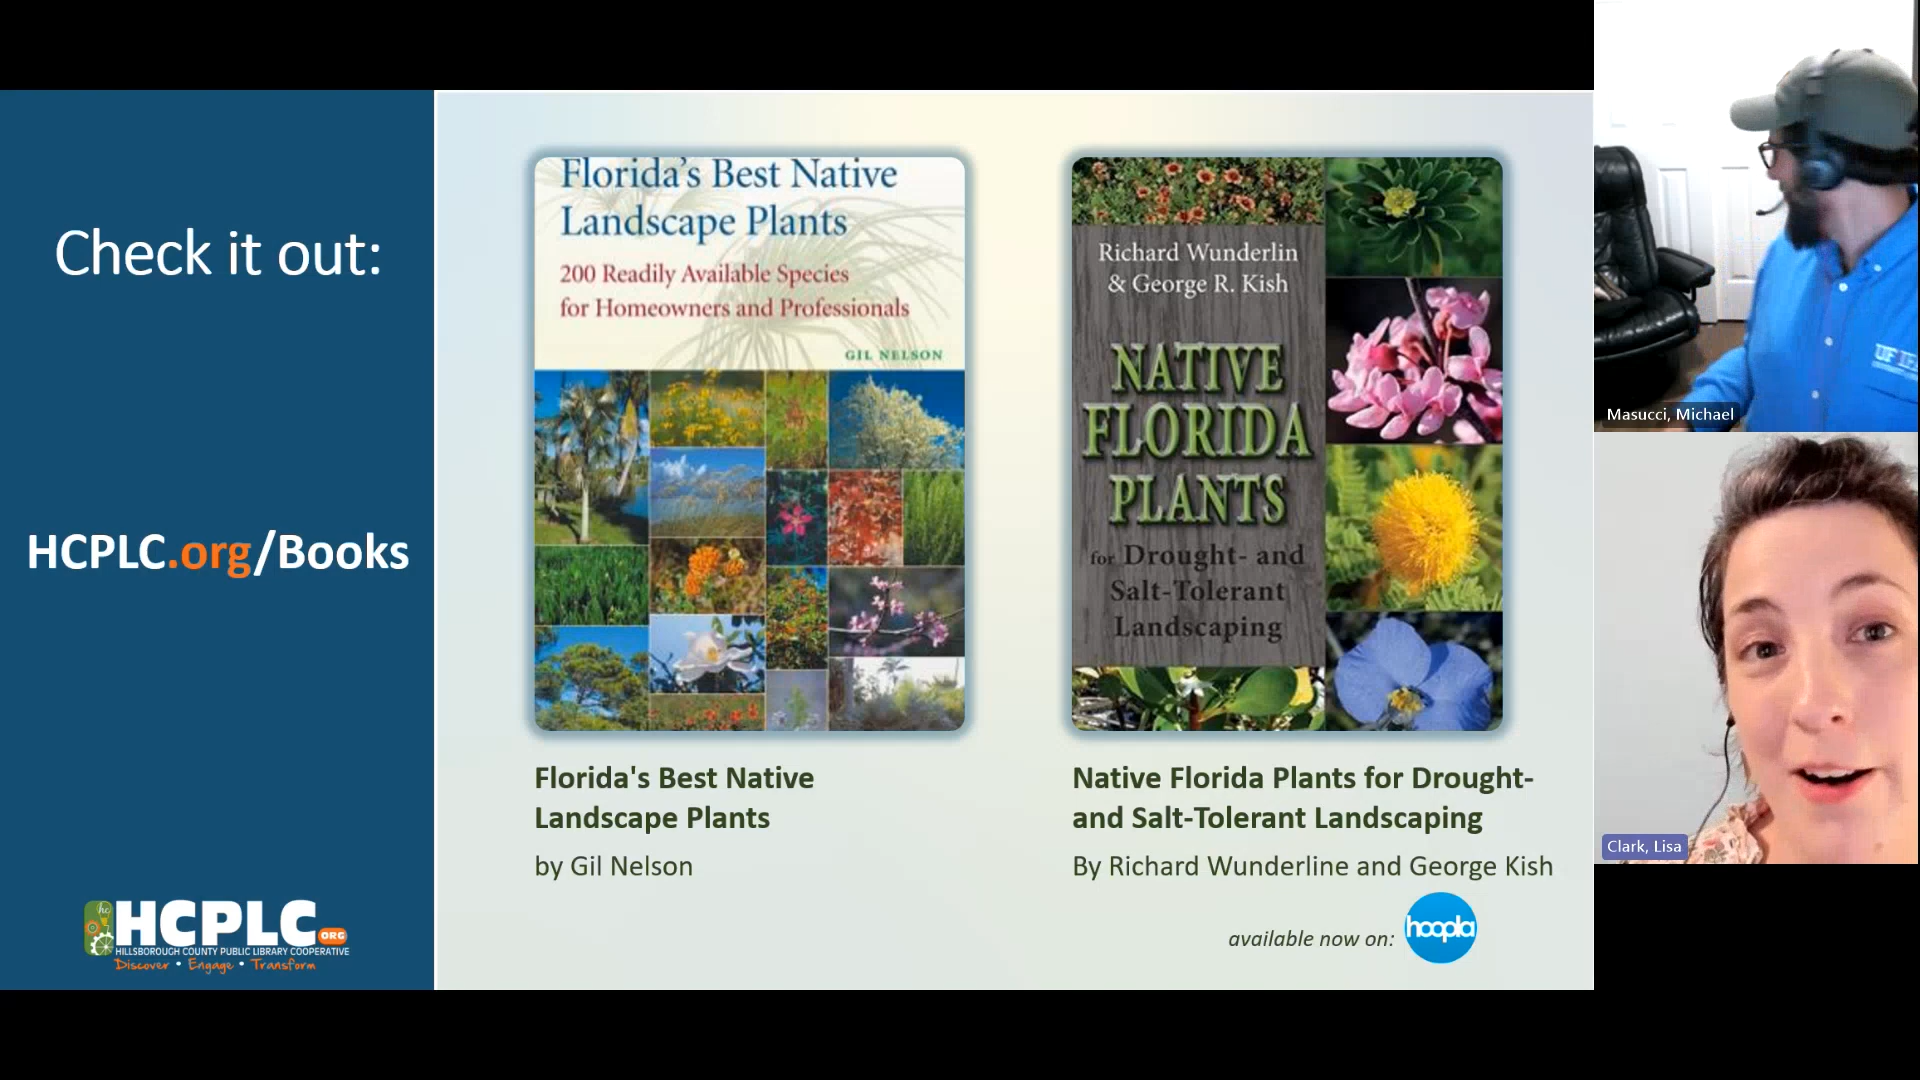 Check it out:
HCPLC.org/Books
HCPLC.ORG
HILLSBOROUGH COUNTY PUBLIC LIBRARY COOPERATIVE
Discover • Engage • Transform
Florida's Best Native
Landscape Plants
200 Readily Available Species
for Homeowners and Professionals
GIL NELSON
Florida's Best Native
Landscape Plants
by Gil Nelson
Richard Wunderlin
& George R. Kish
NATIVE
FLORIDA
PLANTS
for Drought- and
Salt-Tolerant
Landscaping
Native Florida Plants for Drought-
and Salt-Tolerant Landscaping
By Richard Wunderline and George Kish
available now on: hoopla
Masucci, Michael
UF
Clark, Lisa